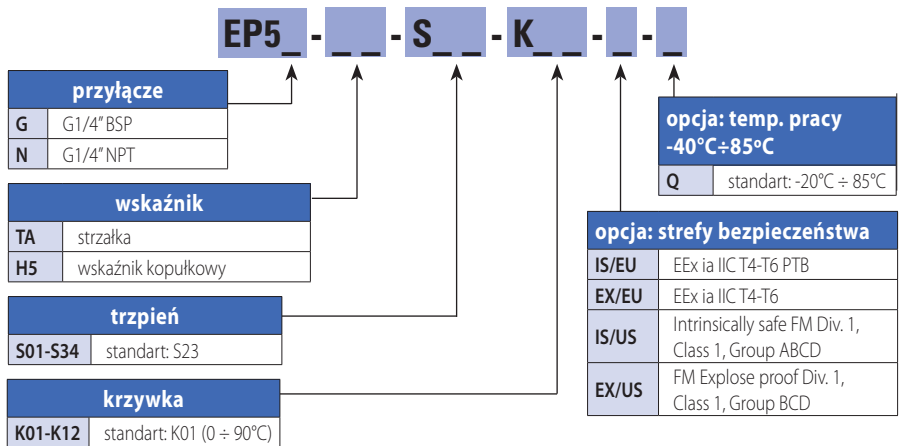 EP5_ - _ _ - S_ _ - K_ _ - _ - _
przyłącze
G G1/4" BSP
N G1/4" NPT
wskaźnik
TA strzałka
H5 wskaźnik kopułkowy
trzpień
S01-S34 standart: S23
krzywka
K01-K12 standart: K01 (0 ÷ 90°C)
opcja: temp. pracy
-40°C÷85ºC
Q standart: -20°C ÷ 85°C
opcja: strefy bezpieczeństwa
IS/EU EEx ia IIC T4-T6 PTB
EX/EU EEx ia IIC T4-T6
IS/US Intrinsically safe FM Div. 1,
Class 1, Group ABCD
EX/US FM Explose proof Div. 1,
Class 1, Group BCD